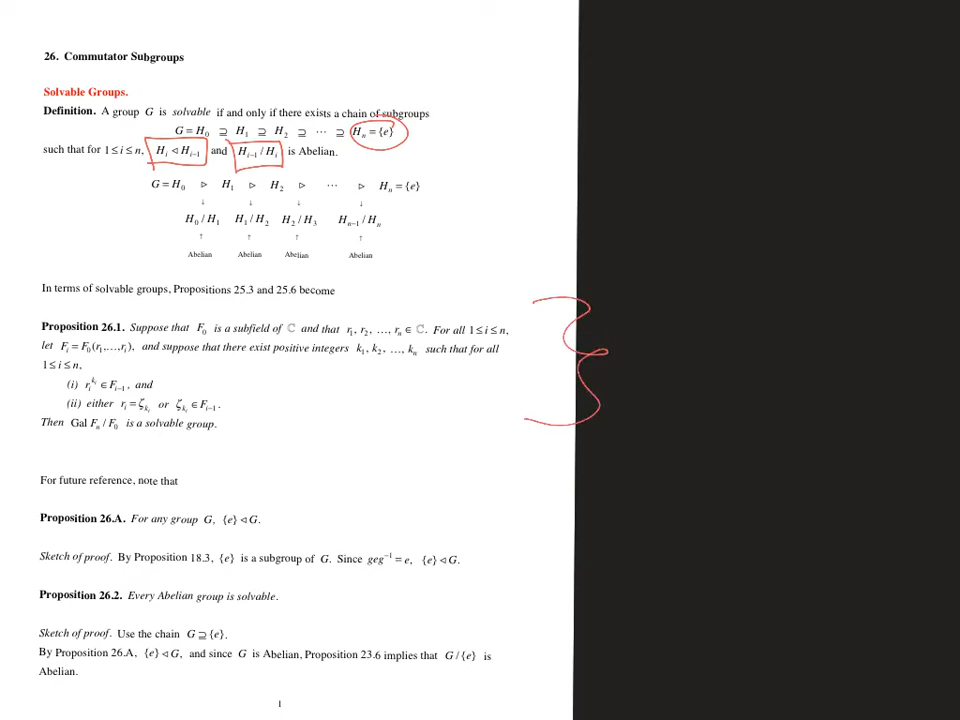 26. Commutator Subgroups
Solvable Groups.
Definition. A group G is solvable if and only if there exists a chain of subgroups
G = H₀ ⊇ H₁ ⊇ H₂ ⊇ ⋯ ⊇ Hₙ = {e}
such that for 1 ≤ i ≤ n, Hᵢ ◁ Hᵢ₋₁ and Hᵢ₋₁ / Hᵢ is Abelian.
G = H₀ ▷ H₁ ▷ H₂ ▷ ⋯ ▷ Hₙ = {e}
↓ ↓ ↓ ↓
H₀ / H₁ H₁ / H₂ H₂ / H₃ Hₙ₋₁ / Hₙ
↑ ↑ ↑ ↑
Abelian Abelian Abelian Abelian
In terms of solvable groups, Propositions 25.3 and 25.6 become
Proposition 26.1. Suppose that F₀ is a subfield of ℂ and that r₁, r₂, …, rₙ ∈ ℂ. For all 1 ≤ i ≤ n,
let Fᵢ = F₀(r₁,…,rᵢ), and suppose that there exist positive integers k₁, k₂, …, kₙ such that for all
1 ≤ i ≤ n,
(i) rᵢ^{kᵢ} ∈ Fᵢ₋₁, and
(ii) either rᵢ = ζ_{kᵢ} or ζ_{kᵢ} ∈ Fᵢ₋₁.
Then Gal Fₙ / F₀ is a solvable group.
For future reference, note that
Proposition 26.A. For any group G, {e} ◁ G.
Sketch of proof. By Proposition 18.3, {e} is a subgroup of G. Since geg⁻¹ = e, {e} ◁ G.
Proposition 26.2. Every Abelian group is solvable.
Sketch of proof. Use the chain G ⊇ {e}.
By Proposition 26.A, {e} ◁ G, and since G is Abelian, Proposition 23.6 implies that G / {e} is
Abelian.
1